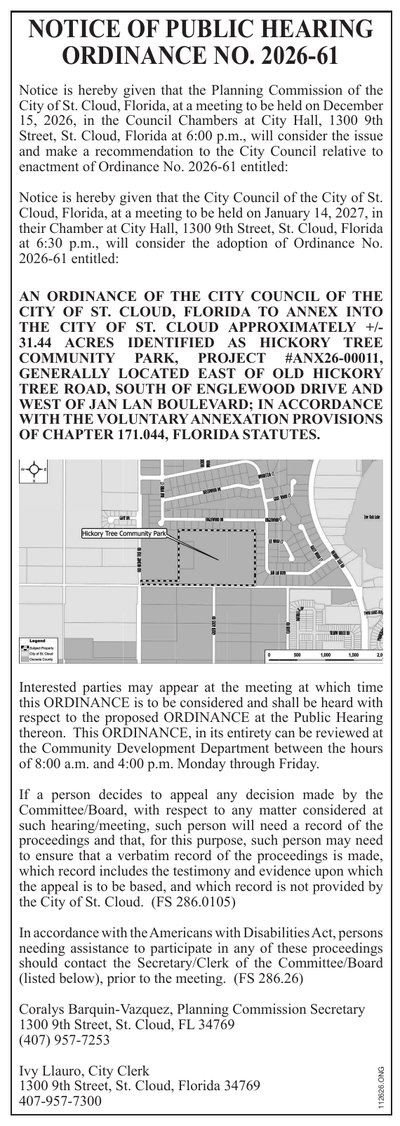 NOTICE OF PUBLIC HEARING
ORDINANCE NO. 2026-61
Notice is hereby given that the Planning Commission of the
City of St. Cloud, Florida, at a meeting to be held on December
15, 2026, in the Council Chambers at City Hall, 1300 9th
Street, St. Cloud, Florida at 6:00 p.m., will consider the issue
and make a recommendation to the City Council relative to
enactment of Ordinance No. 2026-61 entitled:
Notice is hereby given that the City Council of the City of St.
Cloud, Florida, at a meeting to be held on January 14, 2027, in
their Chamber at City Hall, 1300 9th Street, St. Cloud, Florida
at 6:30 p.m., will consider the adoption of Ordinance No.
2026-61 entitled:
AN ORDINANCE OF THE CITY COUNCIL OF THE
CITY OF ST. CLOUD, FLORIDA TO ANNEX INTO
THE CITY OF ST. CLOUD APPROXIMATELY +/-
31.44 ACRES IDENTIFIED AS HICKORY TREE
COMMUNITY PARK, PROJECT #ANX26-00011,
GENERALLY LOCATED EAST OF OLD HICKORY
TREE ROAD, SOUTH OF ENGLEWOOD DRIVE AND
WEST OF JAN LAN BOULEVARD; IN ACCORDANCE
WITH THE VOLUNTARY ANNEXATION PROVISIONS
OF CHAPTER 171.044, FLORIDA STATUTES.
Hickory Tree Community Park
Legend
Subject Property
City of St. Cloud
Osceola County
0 500 1,000 1,500 2,0
Interested parties may appear at the meeting at which time
this ORDINANCE is to be considered and shall be heard with
respect to the proposed ORDINANCE at the Public Hearing
thereon. This ORDINANCE, in its entirety can be reviewed at
the Community Development Department between the hours
of 8:00 a.m. and 4:00 p.m. Monday through Friday.
If a person decides to appeal any decision made by the
Committee/Board, with respect to any matter considered at
such hearing/meeting, such person will need a record of the
proceedings and that, for this purpose, such person may need
to ensure that a verbatim record of the proceedings is made,
which record includes the testimony and evidence upon which
the appeal is to be based, and which record is not provided by
the City of St. Cloud. (FS 286.0105)
In accordance with the Americans with Disabilities Act, persons
needing assistance to participate in any of these proceedings
should contact the Secretary/Clerk of the Committee/Board
(listed below), prior to the meeting. (FS 286.26)
Coralys Barquin-Vazquez, Planning Commission Secretary
1300 9th Street, St. Cloud, FL 34769
(407) 957-7253
Ivy Llauro, City Clerk
1300 9th Street, St. Cloud, Florida 34769
407-957-7300
112626.ONG